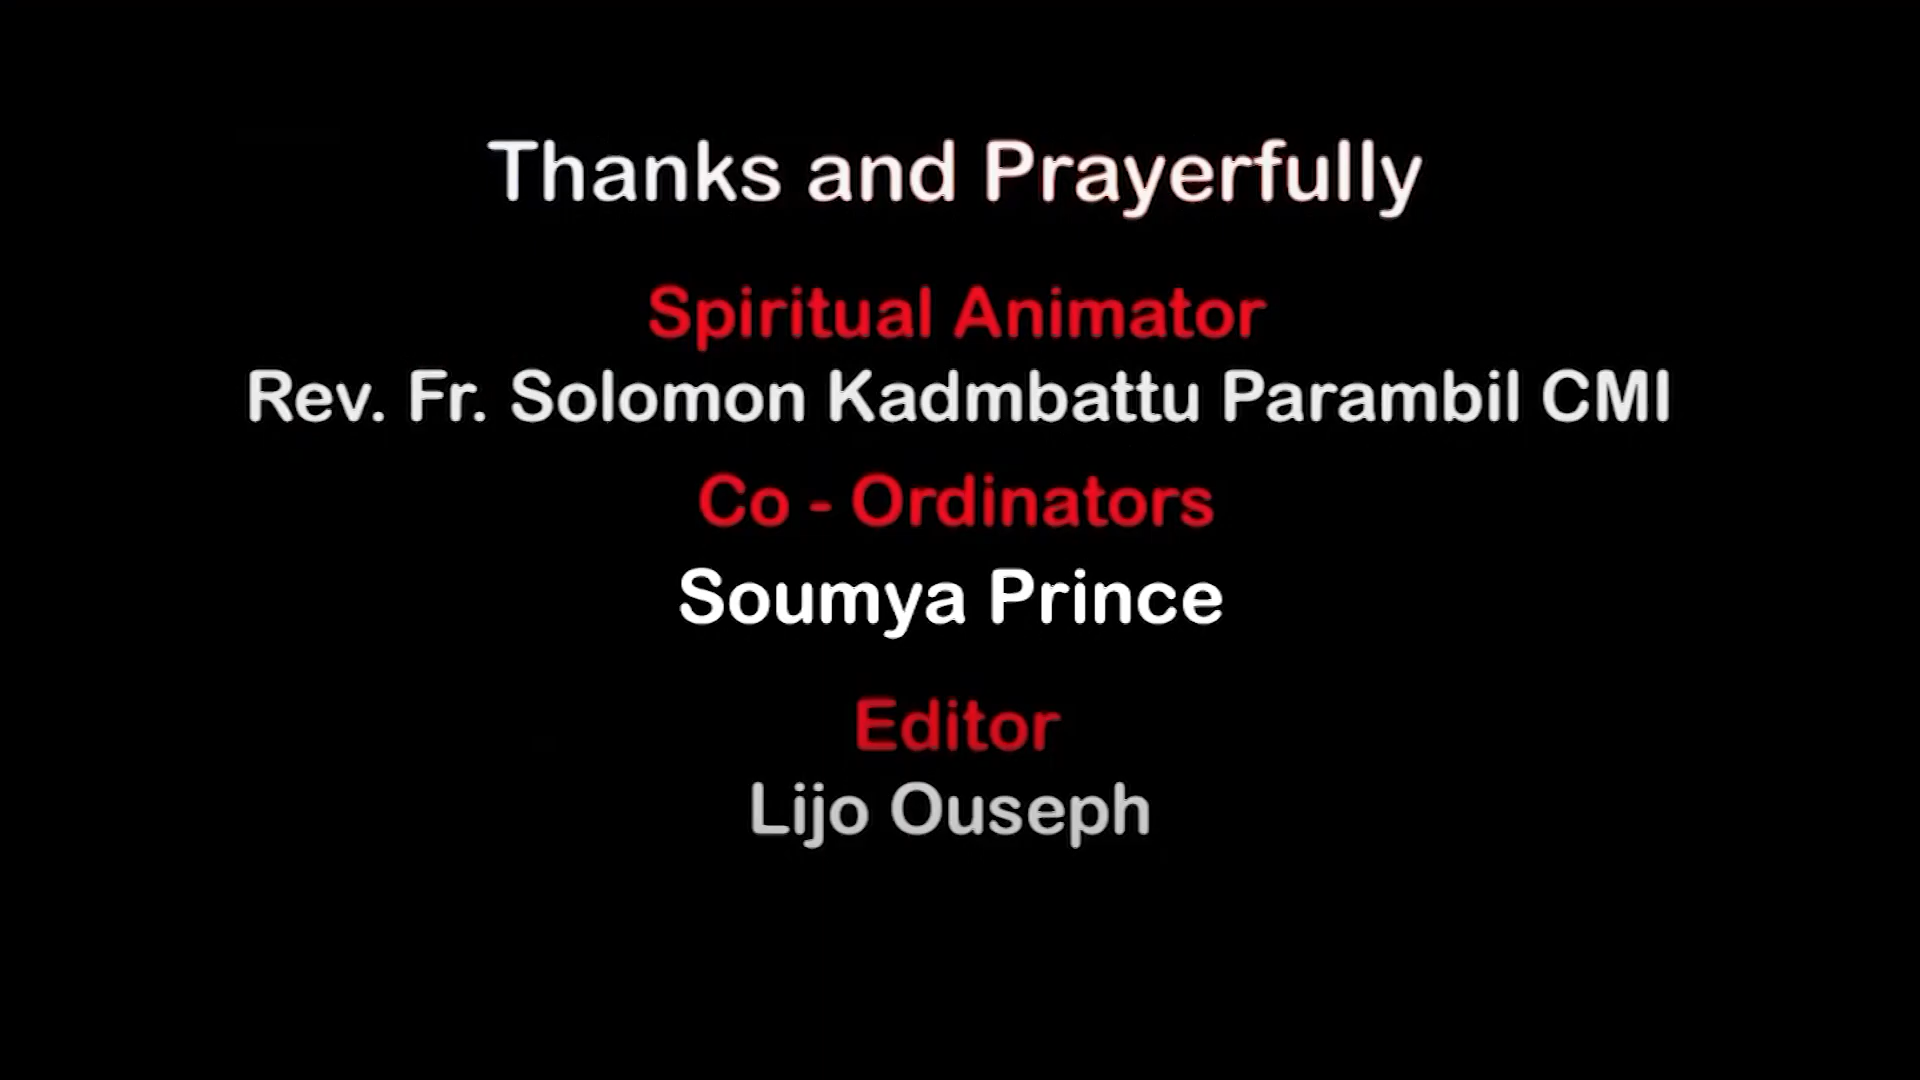 Thanks and Prayerfully
Spiritual Animator
Rev. Fr. Solomon Kadmbattu Parambil CMI
Co - Ordinators
Soumya Prince
Editor
Lijo Ouseph